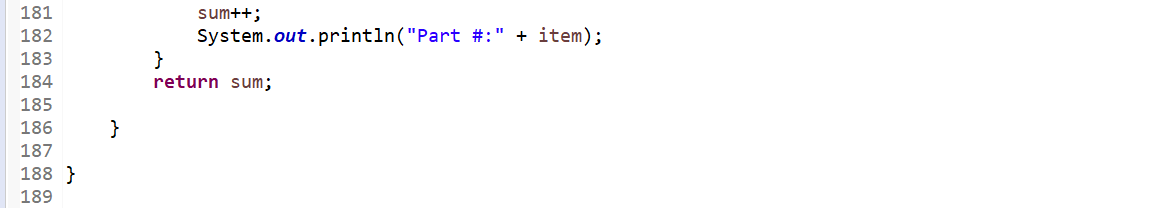 181 sum++;
182 System.out.println("Part #:" + item);
183 }
184 return sum;
185
186 }
187
188 }
189